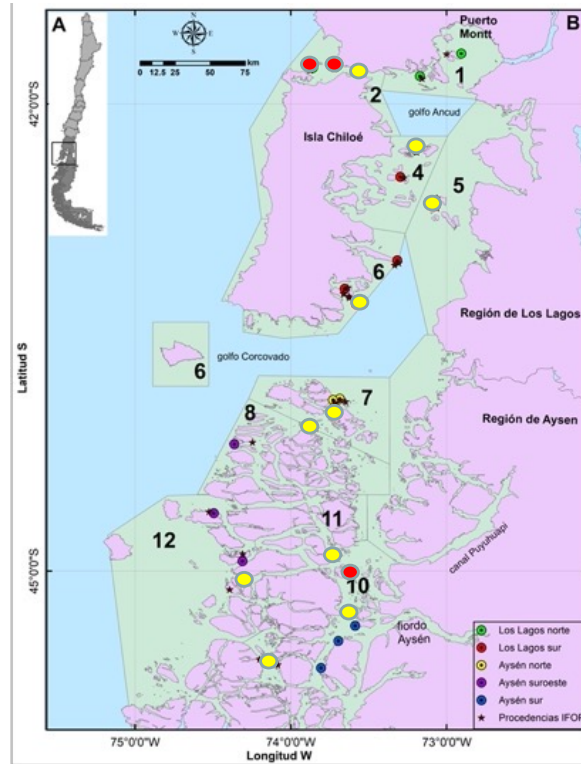 A
B
Puerto
Montt
0 12.5 25 50 75
km
1
42°0'0"S
2
golfo Ancud
Isla Chiloé
4
5
6
Región de Los Lagos
6
golfo Corcovado
7
Región de Aysen
8
11
12
canal Puyuhuapi
45°0'0"S
10
fiordo
Aysén
Los Lagos norte
Los Lagos sur
Aysén norte
Aysén suroeste
Aysén sur
Procedencias IFOP
75°0'0"W 74°0'0"W 73°0'0"W
Longitud W
Latitud S